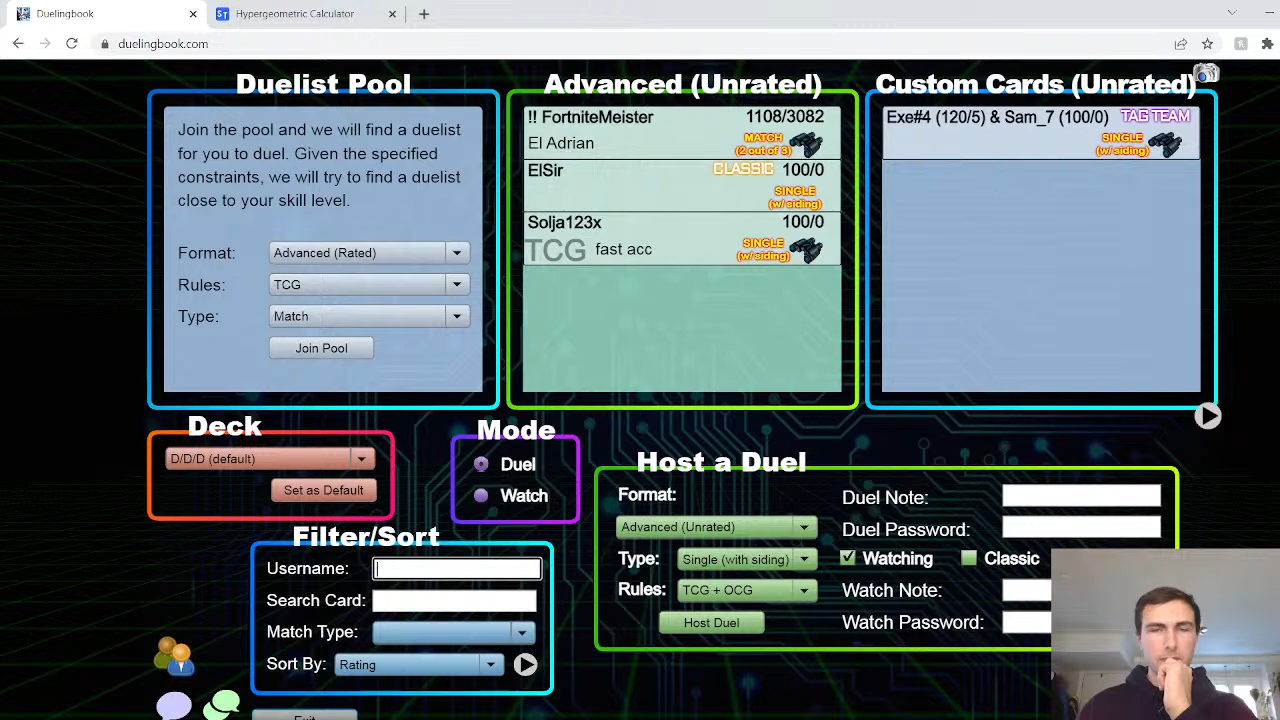 Duelingbook
Hypergeometric Calculator
duelingbook.com
Duelist Pool
Join the pool and we will find a duelist
for you to duel. Given the specified
constraints, we will try to find a duelist
close to your skill level.
Format: Advanced (Rated)
Rules: TCG
Type: Match
Join Pool
Advanced (Unrated)
!! FortniteMeister 1108/3082
El Adrian MATCH
(2 out of 3)
ElSir CLASSIC 100/0
SINGLE
(w/ siding)
Solja123x 100/0
TCG fast acc SINGLE
(w/ siding)
Custom Cards (Unrated)
Exe#4 (120/5) & Sam_7 (100/0) TAG TEAM
SINGLE
(w/ siding)
Deck
D/D/D (default)
Set as Default
Mode
Duel
Watch
Filter/Sort
Username:
Search Card:
Match Type:
Sort By: Rating
Host a Duel
Format:
Advanced (Unrated)
Type: Single (with siding)
Rules: TCG + OCG
Host Duel
Duel Note:
Duel Password:
Watching Classic
Watch Note:
Watch Password:
Exit